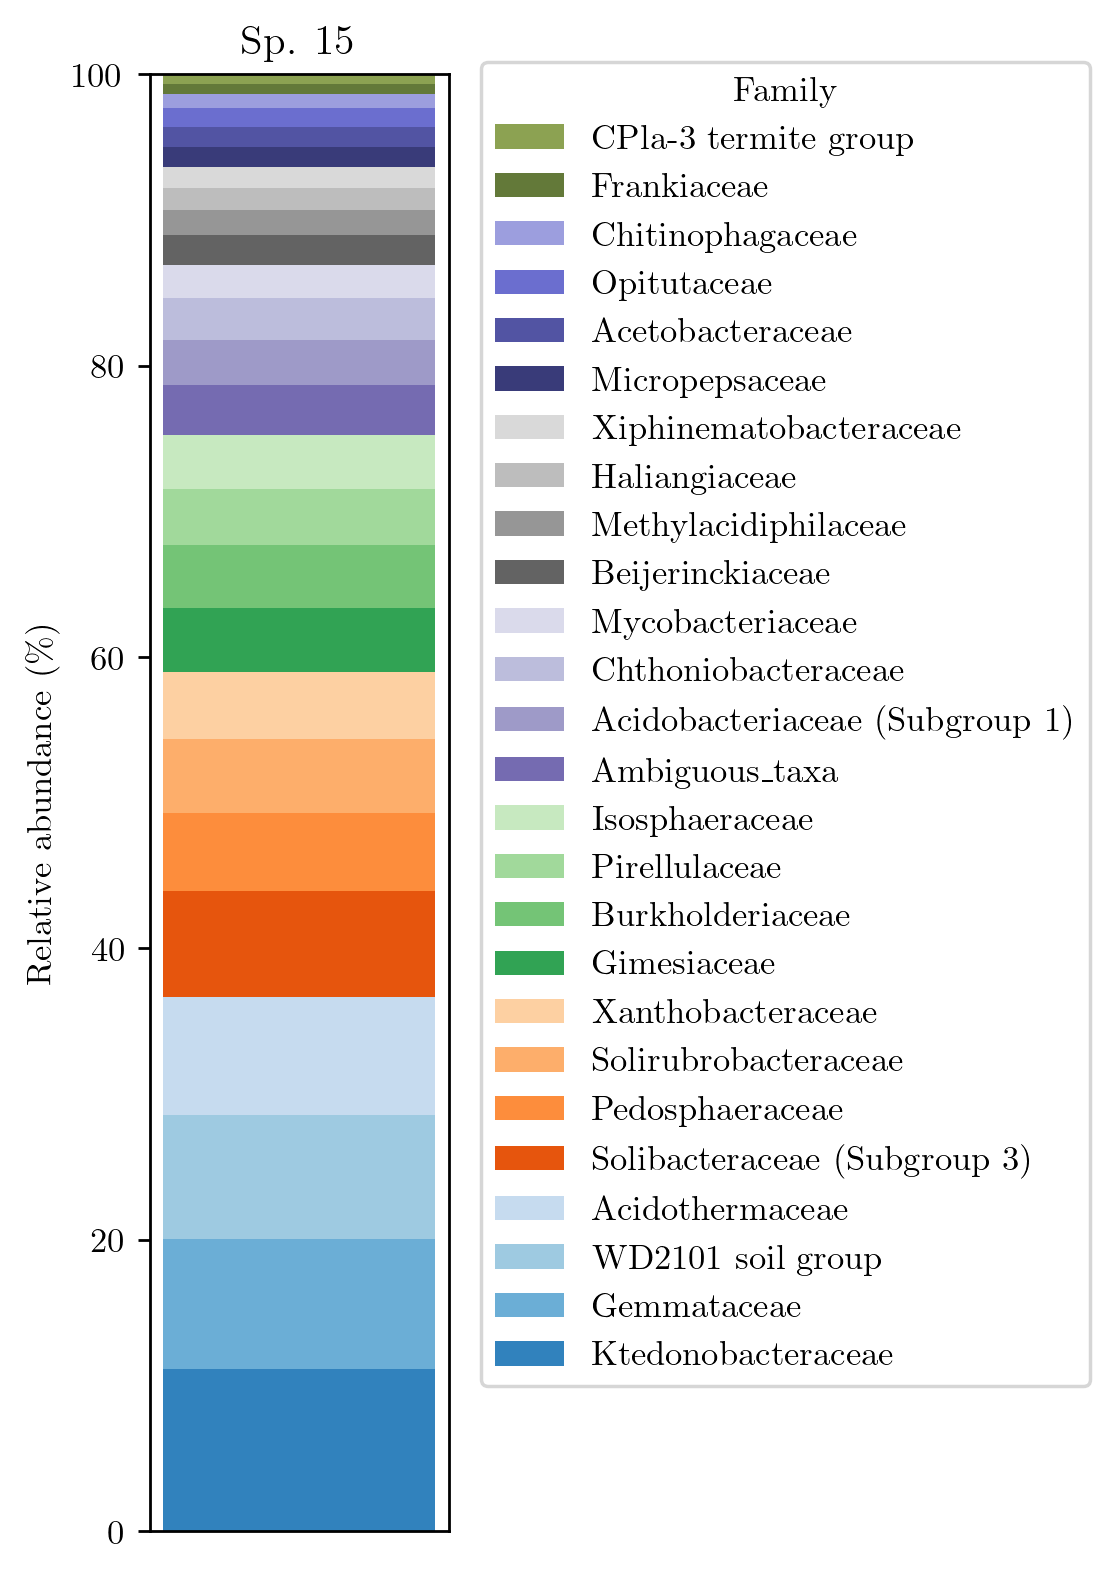 Sp. 15
100
80
60
40
20
0
Relative abundance (%)
Family
CPla-3 termite group
Frankiaceae
Chitinophagaceae
Opitutaceae
Acetobacteraceae
Micropepsaceae
Xiphinematobacteraceae
Haliangiaceae
Methylacidiphilaceae
Beijerinckiaceae
Mycobacteriaceae
Chthoniobacteraceae
Acidobacteriaceae (Subgroup 1)
Ambiguous_taxa
Isosphaeraceae
Pirellulaceae
Burkholderiaceae
Gimesiaceae
Xanthobacteraceae
Solirubrobacteraceae
Pedosphaeraceae
Solibacteraceae (Subgroup 3)
Acidothermaceae
WD2101 soil group
Gemmataceae
Ktedonobacteraceae